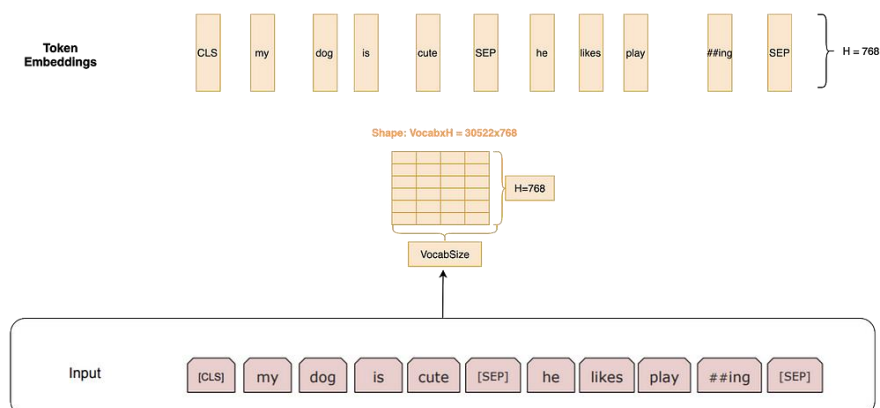 Token
Embeddings
CLS my dog is cute SEP he likes play ##ing SEP
H = 768
Shape: VocabxH = 30522x768
H=768
VocabSize
Input
[CLS] my dog is cute [SEP] he likes play ##ing [SEP]